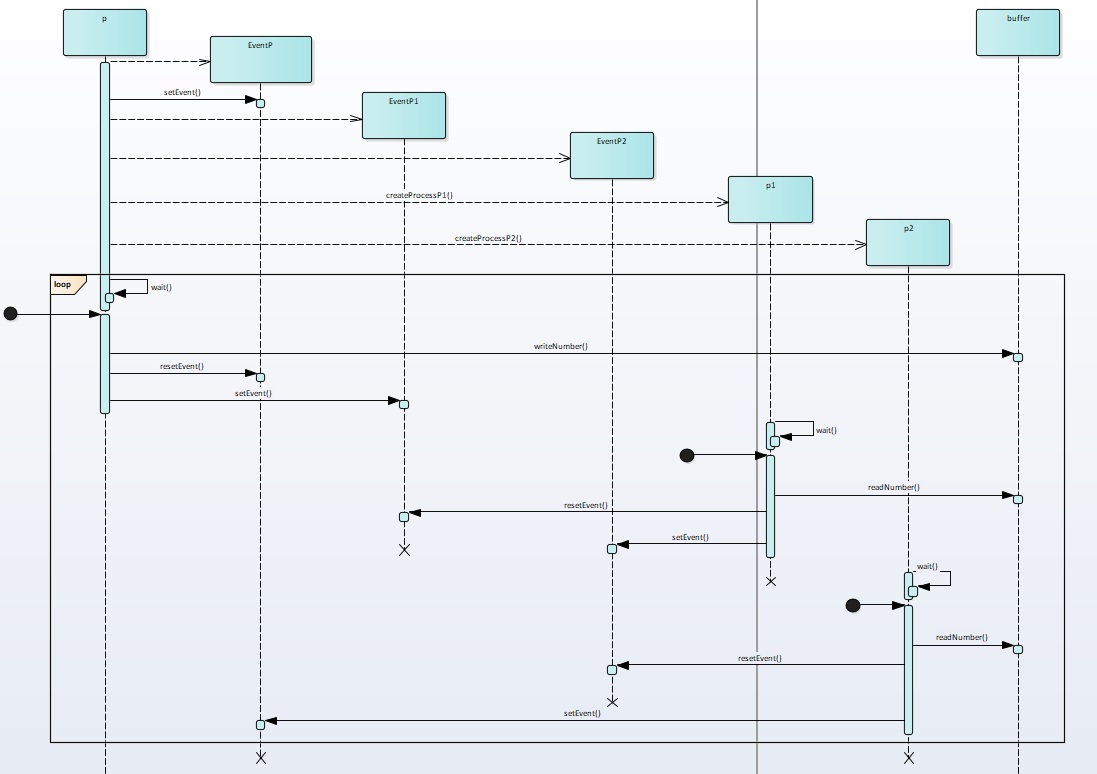 p
buffer
EventP
setEvent()
EventP1
EventP2
p1
createProcessP1()
p2
createProcessP2()
loop
wait()
writeNumber()
resetEvent()
setEvent()
wait()
readNumber()
resetEvent()
setEvent()
wait()
readNumber()
resetEvent()
setEvent()